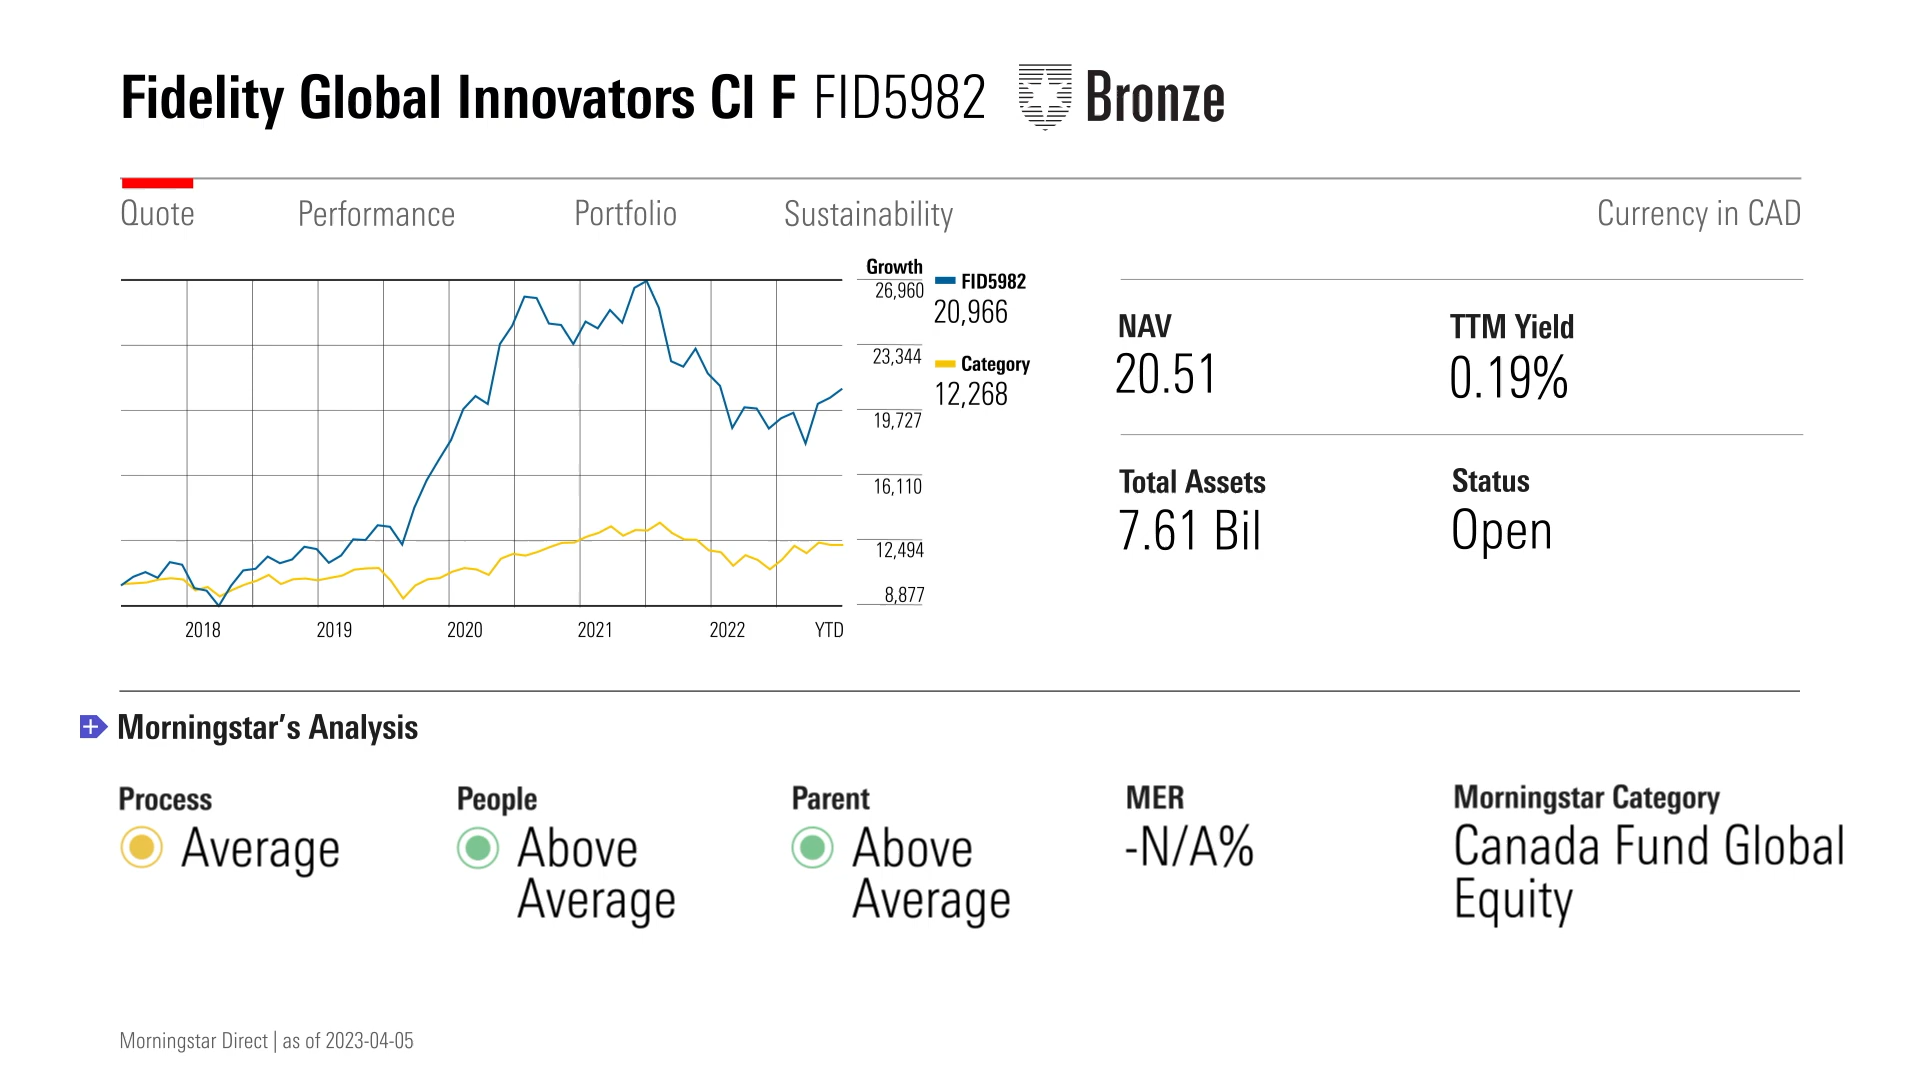 Fidelity Global Innovators Cl F FID5982 Bronze
Quote Performance Portfolio Sustainability Currency in CAD
Growth
26,960
23,344
19,727
16,110
12,494
8,877
FID5982
20,966
Category
12,268
2018 2019 2020 2021 2022 YTD
NAV
20.51
TTM Yield
0.19%
Total Assets
7.61 Bil
Status
Open
Morningstar’s Analysis
Process
Average
People
Above
Average
Parent
Above
Average
MER
-N/A%
Morningstar Category
Canada Fund Global
Equity
Morningstar Direct | as of 2023-04-05